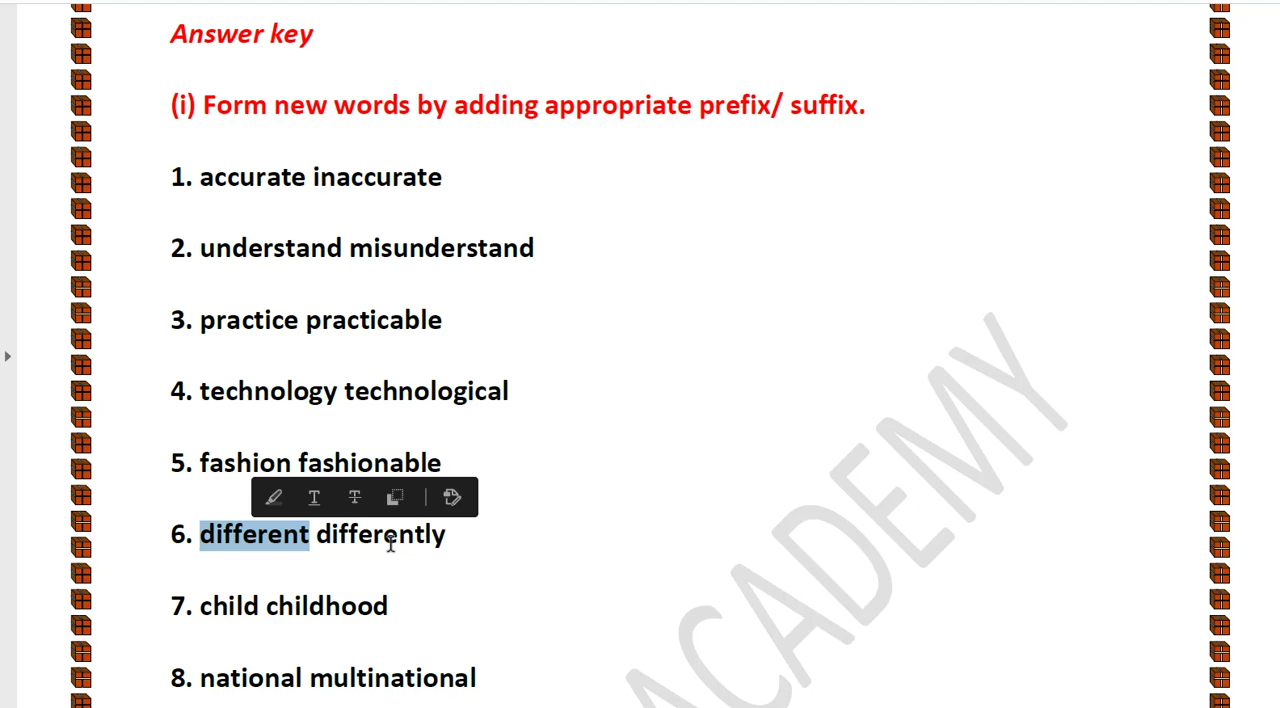 Answer key
(i) Form new words by adding appropriate prefix/ suffix.
1. accurate inaccurate
2. understand misunderstand
3. practice practicable
4. technology technological
5. fashion fashionable
6. different differently
7. child childhood
8. national multinational
ACADEMY